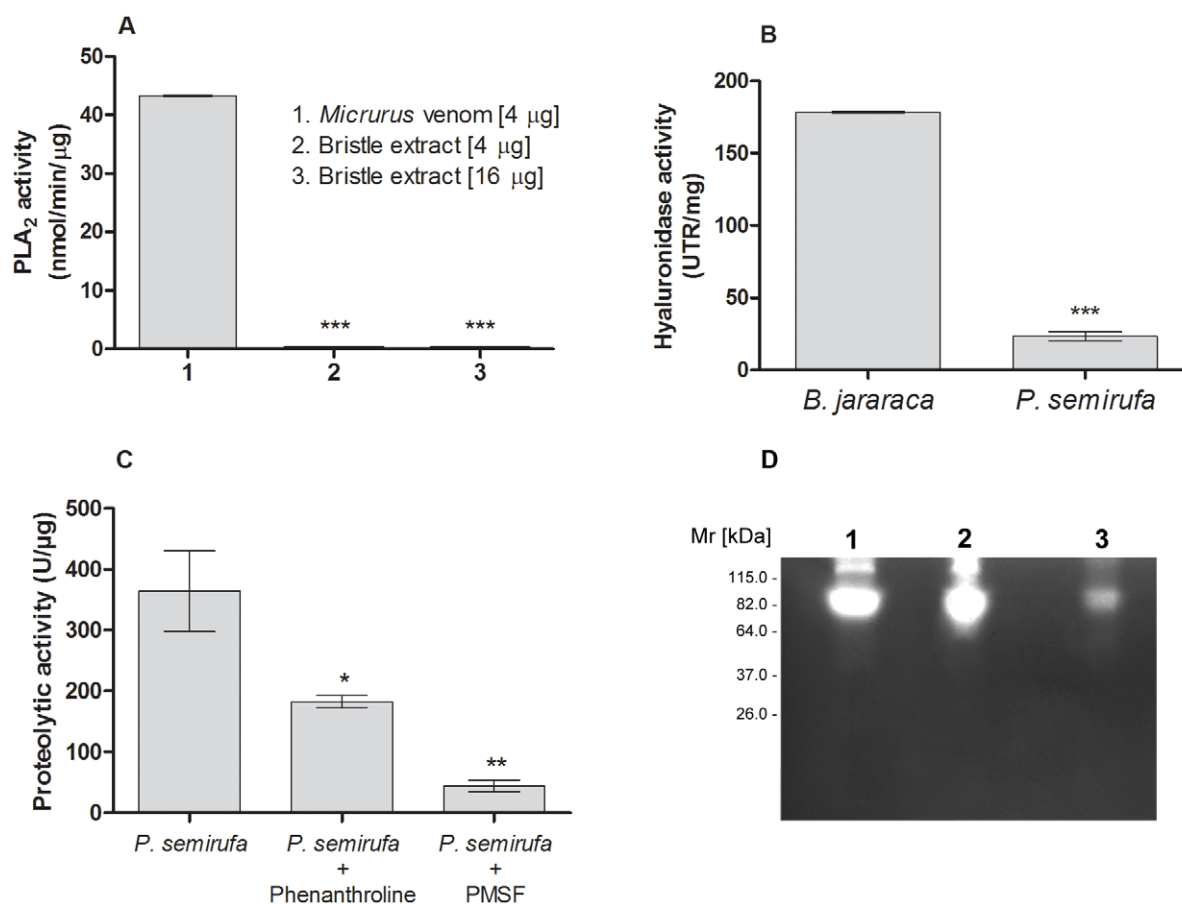 A
PLA₂ activity
(nmol/min/μg)
50
40
30
20
10
0
1. Micrurus venom [4 μg]
2. Bristle extract [4 μg]
3. Bristle extract [16 μg]
*** ***
1 2 3
B
Hyaluronidase activity
(UTR/mg)
200
150
100
50
0
***
B. jararaca P. semirufa
C
Proteolytic activity (U/μg)
500
400
300
200
100
0
*
**
P. semirufa P. semirufa P. semirufa
+ +
Phenanthroline PMSF
D
Mr [kDa] 1 2 3
115.0 -
82.0 -
64.0 -
37.0 -
26.0 -